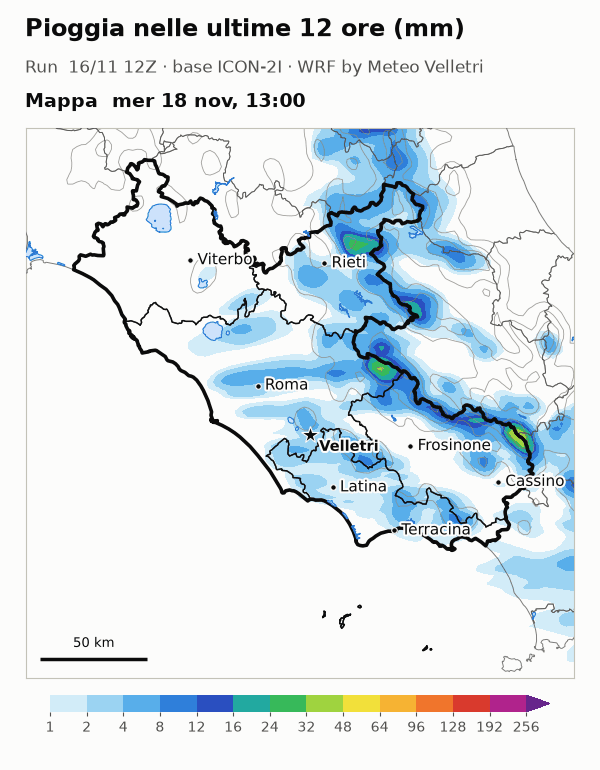 Pioggia nelle ultime 12 ore (mm)
Run  16/11 12Z · base ICON-2I · WRF by Meteo Velletri
Mappa  mer 18 nov, 13:00
Viterbo
Rieti
Roma
Velletri
Frosinone
Latina
Cassino
Terracina
50 km
1 2 4 8 12 16 24 32 48 64 96 128 192 256